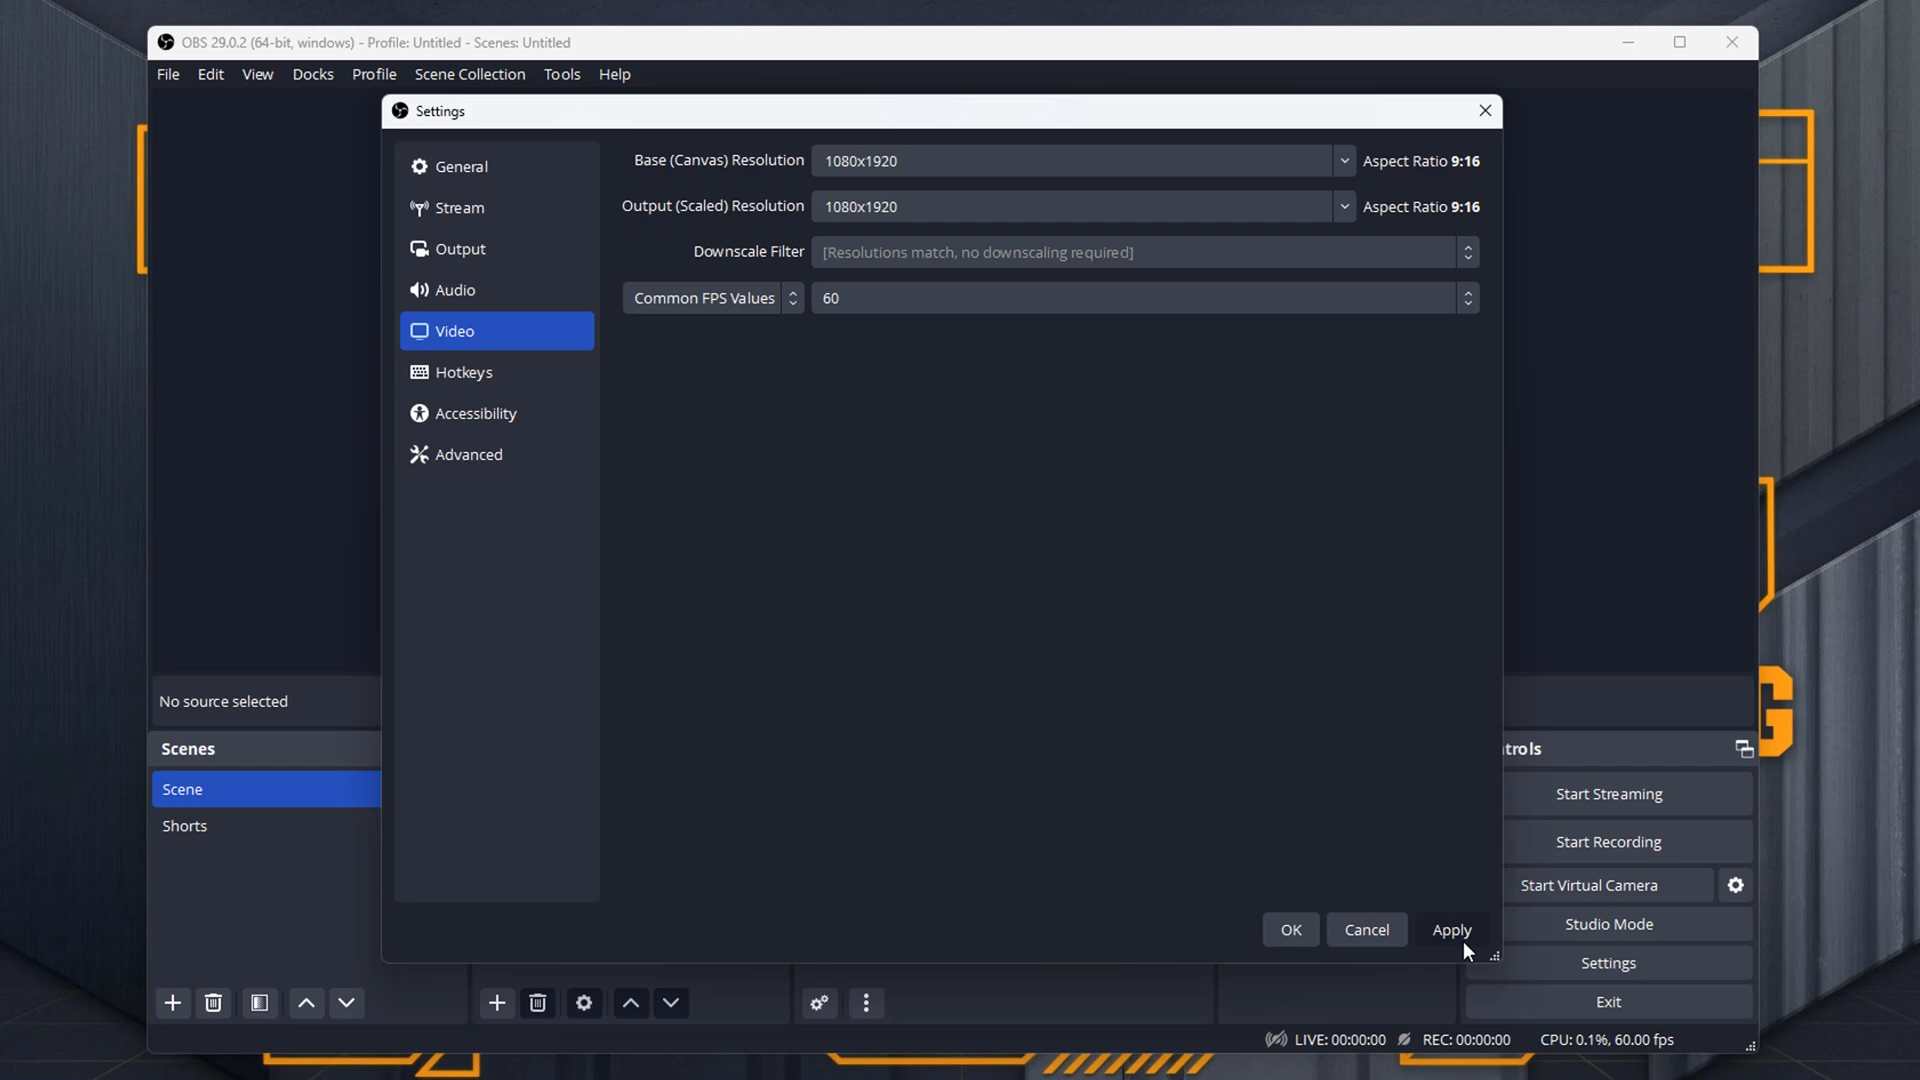 OBS 29.0.2 (64-bit, windows) - Profile: Untitled - Scenes: Untitled
File Edit View Docks Profile Scene Collection Tools Help
Settings
General
Stream
Output
Audio
Video
Hotkeys
Accessibility
Advanced
Base (Canvas) Resolution 1080x1920 Aspect Ratio 9:16
Output (Scaled) Resolution 1080x1920 Aspect Ratio 9:16
Downscale Filter [Resolutions match, no downscaling required]
Common FPS Values 60
OK Cancel Apply
No source selected
Scenes
Scene
Shorts
trols
Start Streaming
Start Recording
Start Virtual Camera
Studio Mode
Settings
Exit
LIVE: 00:00:00 REC: 00:00:00 CPU: 0.1%, 60.00 fps
G